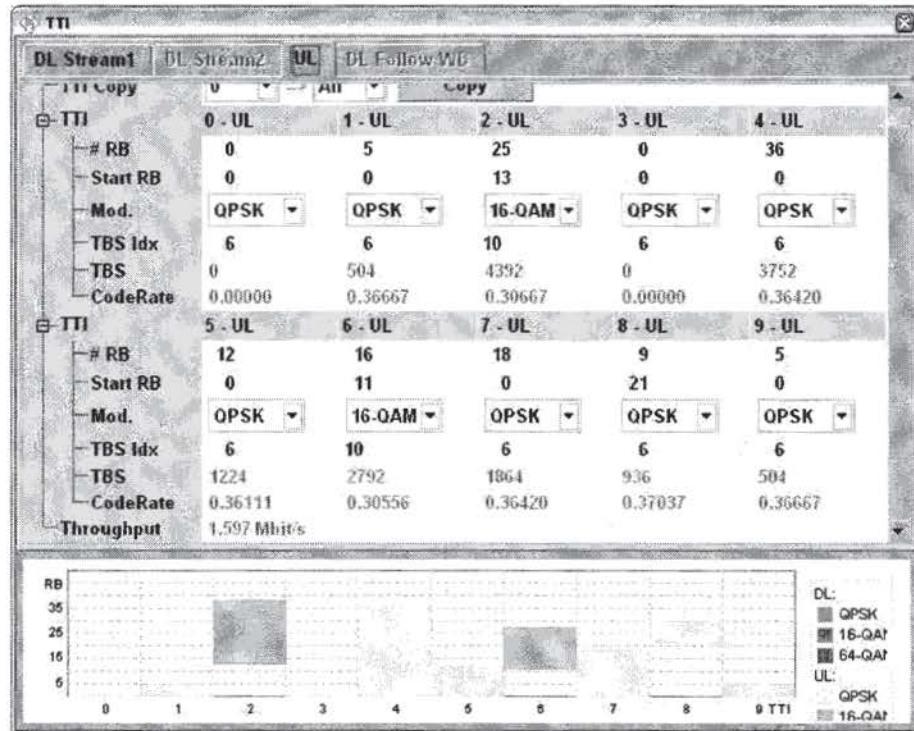 TTI
DL Stream1 DL Stream2 UL DL Follow WB
TTI Copy 0 => All Copy
TTI 0 - UL 1 - UL 2 - UL 3 - UL 4 - UL
# RB 0 5 25 0 36
Start RB 0 0 13 0 0
Mod. QPSK QPSK 16-QAM QPSK QPSK
TBS Idx 6 6 10 6 6
TBS 0 504 4392 0 3752
CodeRate 0.00000 0.36667 0.30667 0.00000 0.36420
TTI 5 - UL 6 - UL 7 - UL 8 - UL 9 - UL
# RB 12 16 18 9 5
Start RB 0 11 0 21 0
Mod. QPSK 16-QAM QPSK QPSK QPSK
TBS Idx 6 10 6 6 6
TBS 1224 2792 1864 936 504
CodeRate 0.36111 0.30556 0.36420 0.37037 0.36667
Throughput 1.597 Mbit/s
RB
35
25
15
5
0 1 2 3 4 5 6 7 8 9 TTI
DL:
QPSK
16-QAM
64-QAM
UL:
QPSK
16-QAM